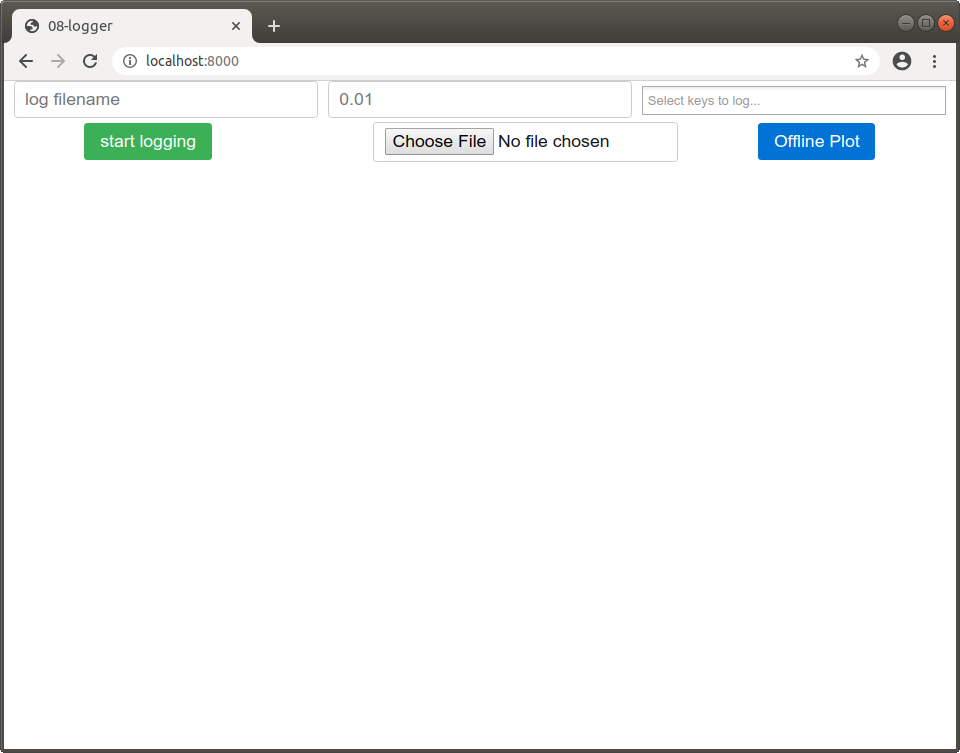 08-logger
localhost:8000
log filename 0.01 Select keys to log...
start logging Choose File No file chosen Offline Plot